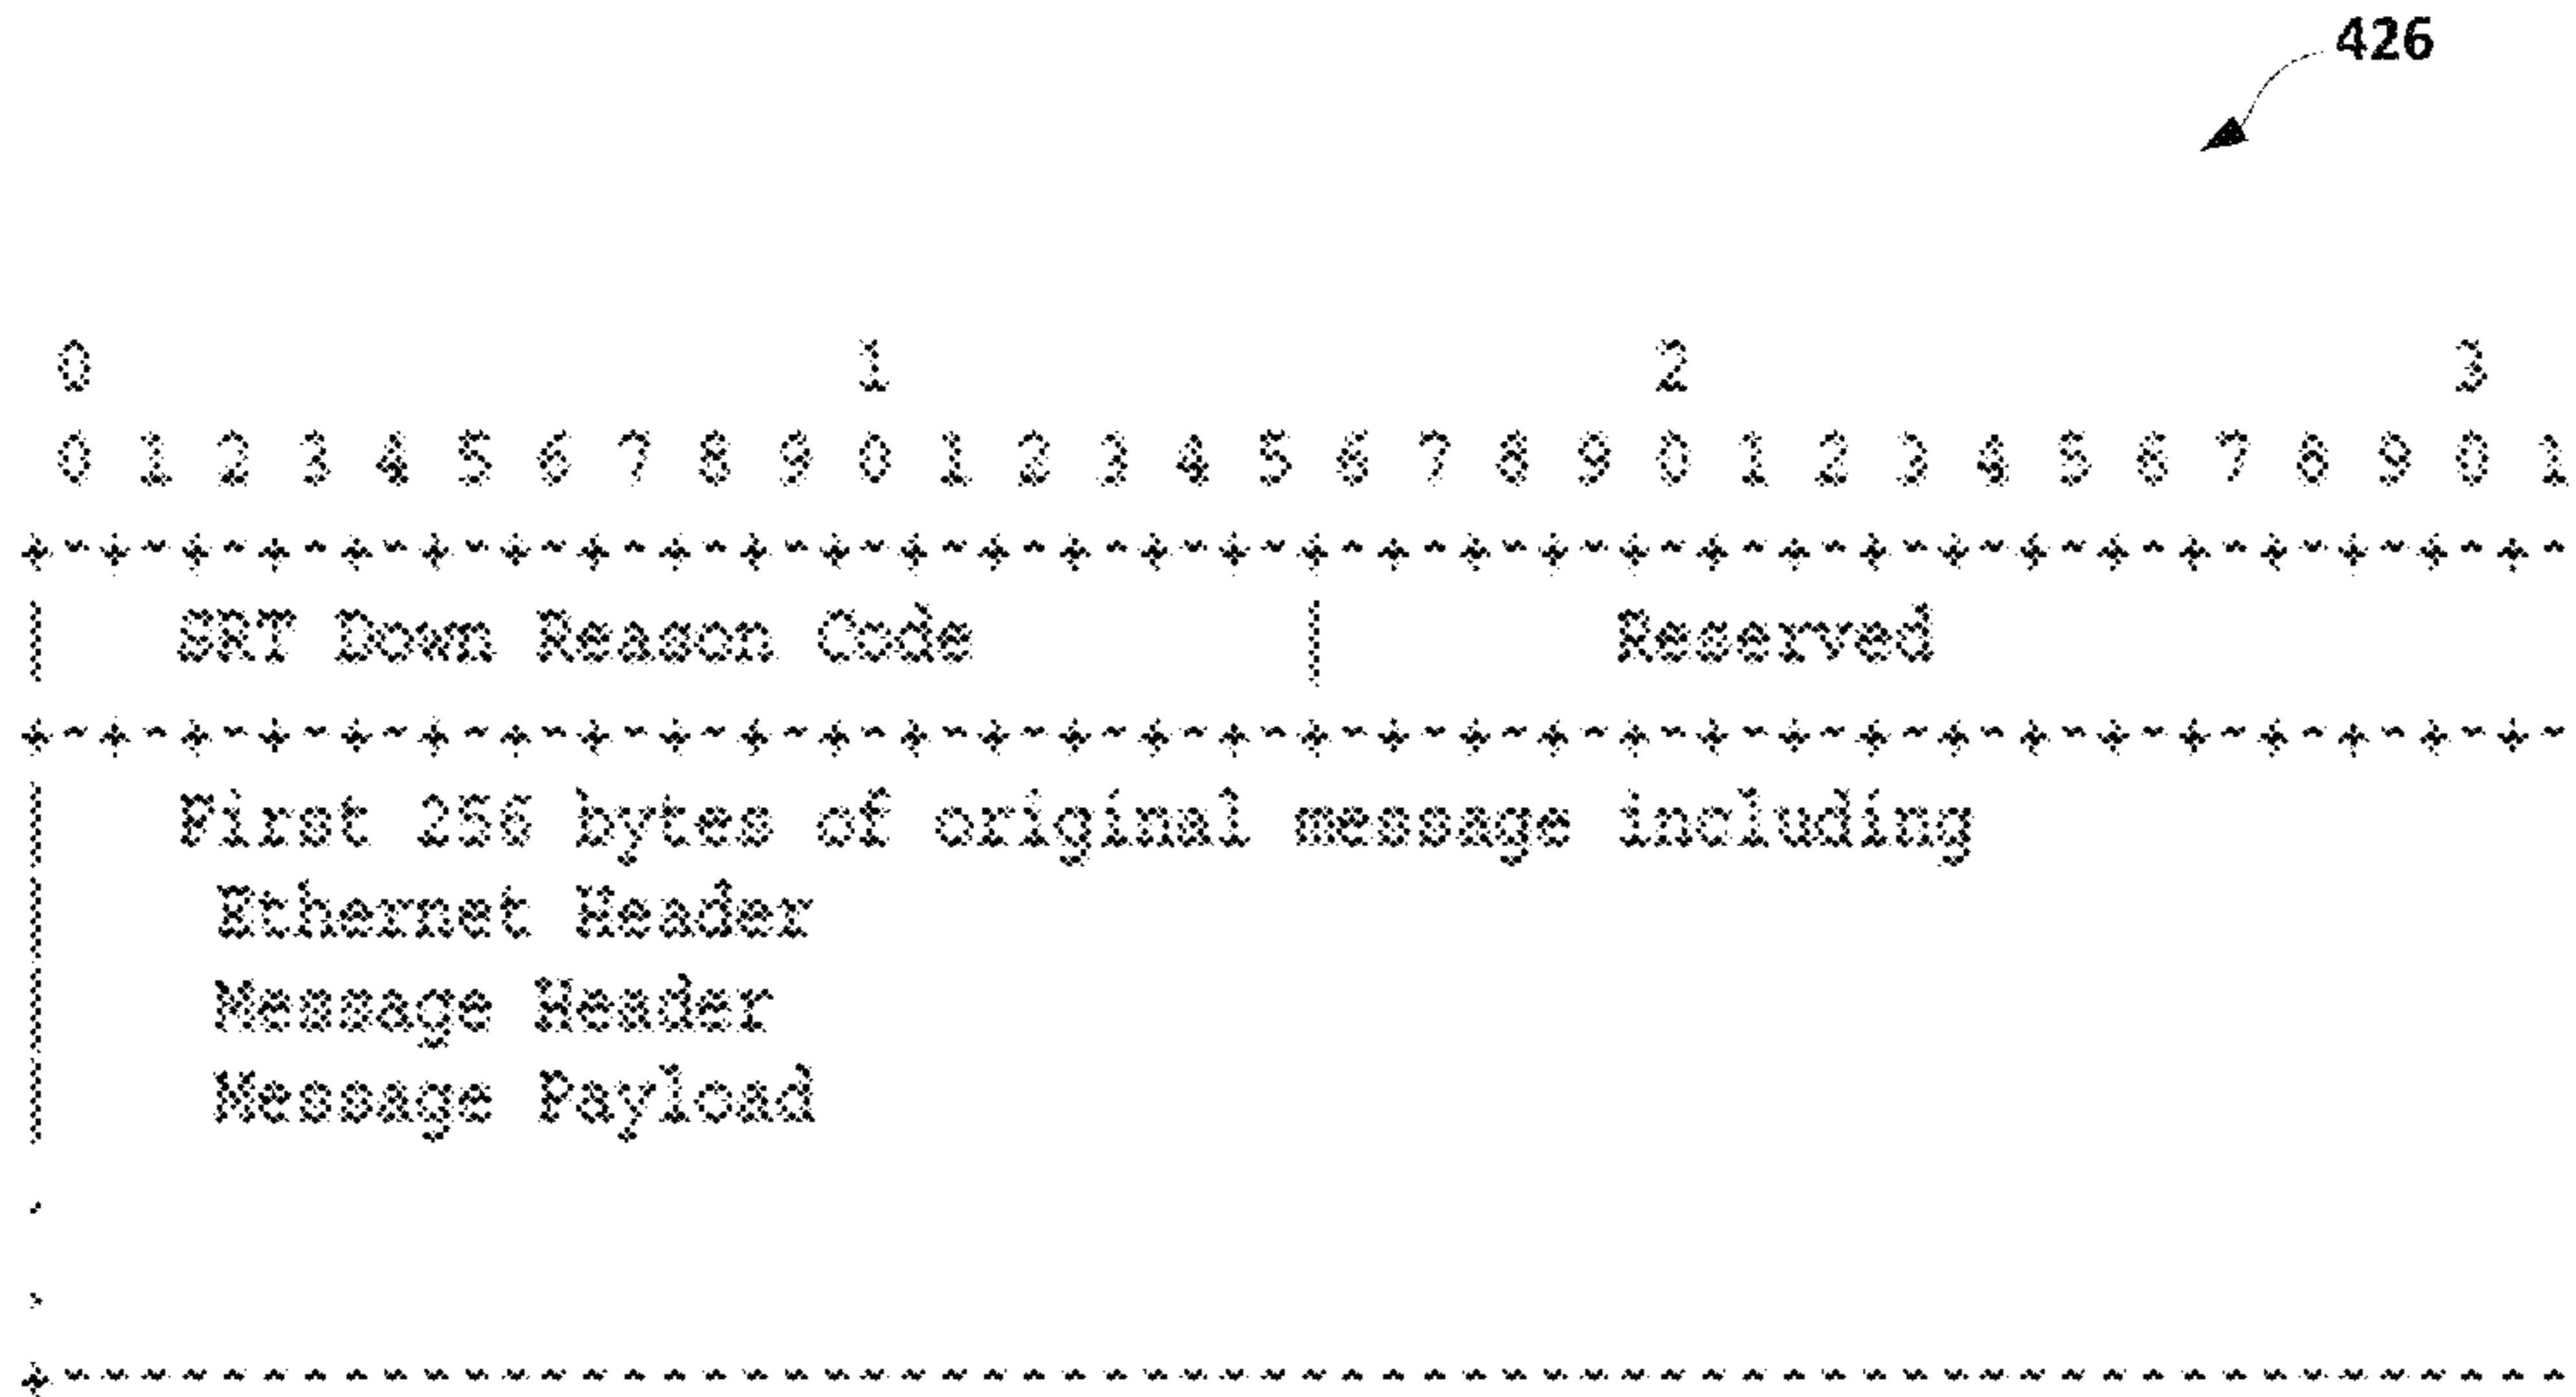 426
0 1 2 3
0 1 2 3 4 5 6 7 8 9 0 1 2 3 4 5 6 7 8 9 0 1 2 3 4 5 6 7 8 9 0 1
+-+-+-+-+-+-+-+-+-+-+-+-+-+-+-+-+-+-+-+-+-+-+-+-+-+-+-+-+-+-+-+-
| SRT Down Reason Code | Reserved
+-+-+-+-+-+-+-+-+-+-+-+-+-+-+-+-+-+-+-+-+-+-+-+-+-+-+-+-+-+-+-+-
| First 256 bytes of original message including
| Ethernet Header
| Message Header
| Message Payload
.
.
+---------------------------------------------------------------